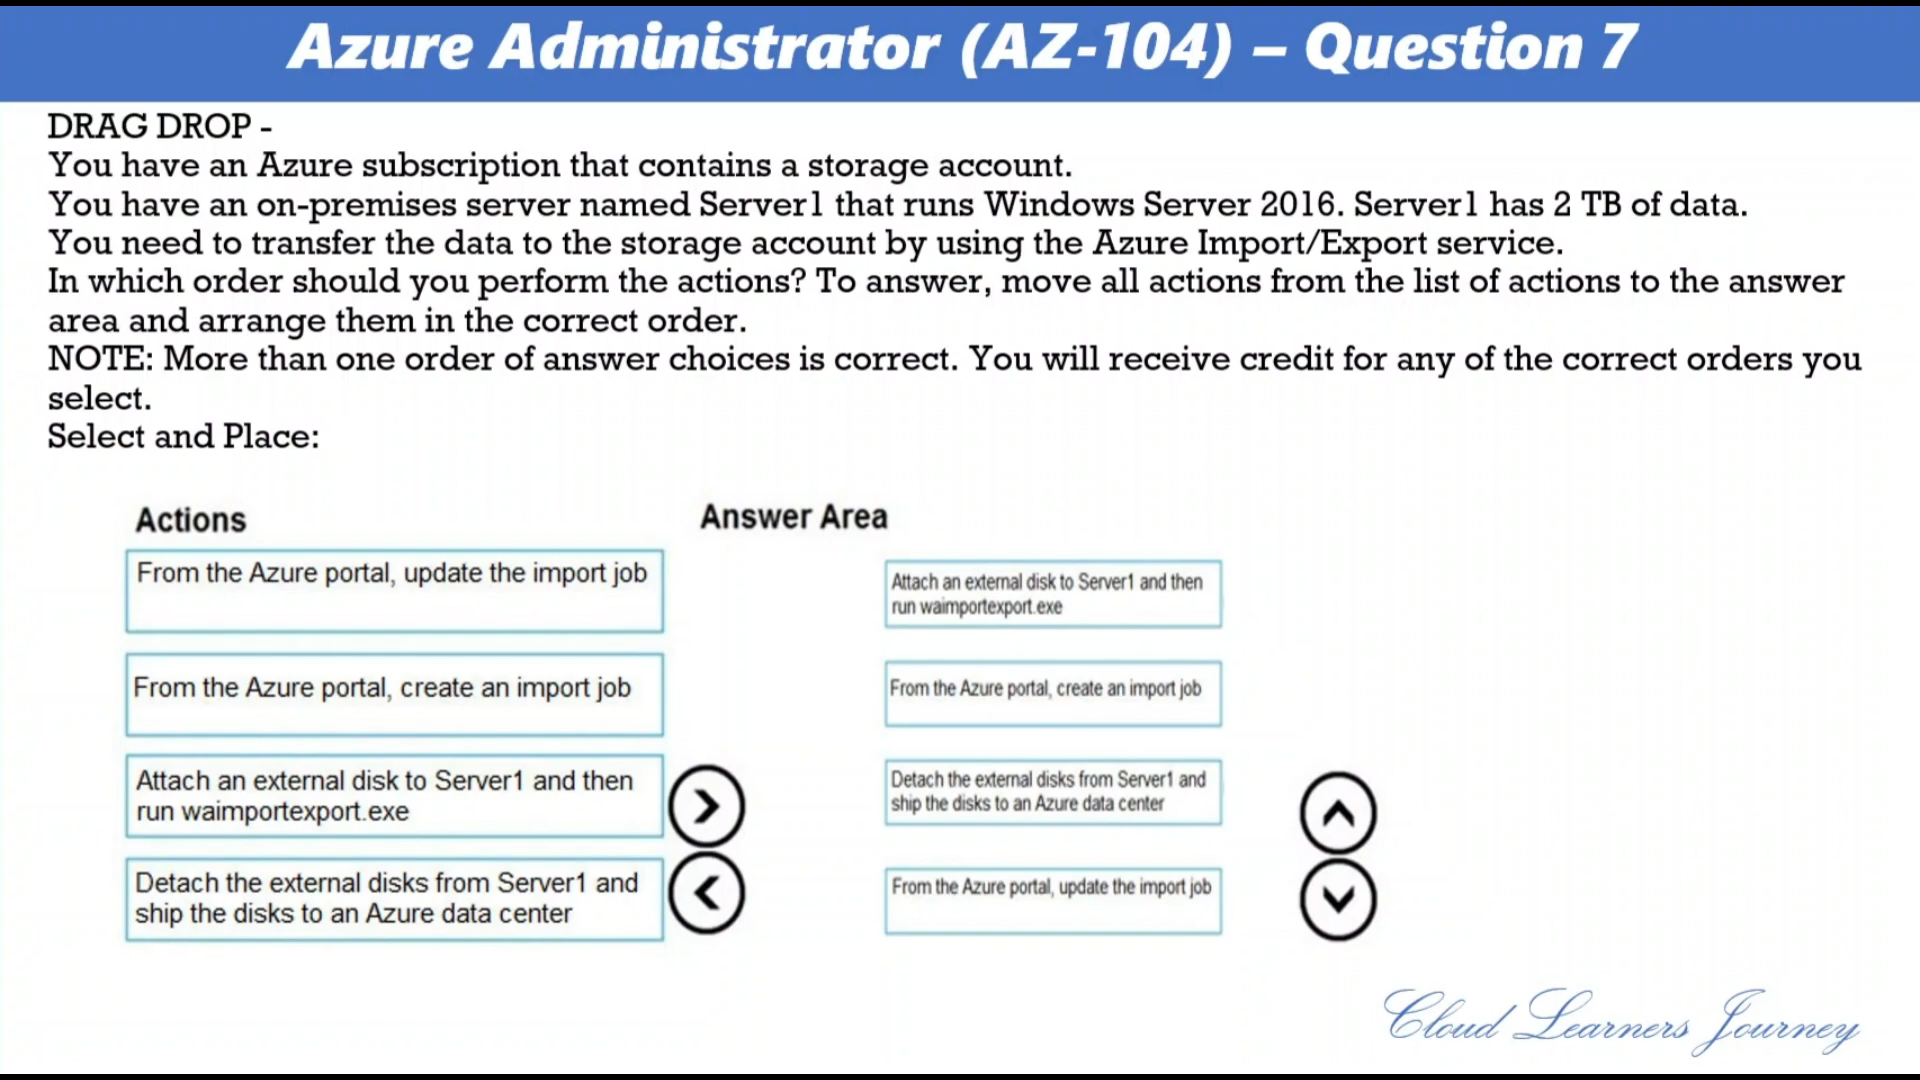 Azure Administrator (AZ-104) – Question 7
DRAG DROP -
You have an Azure subscription that contains a storage account.
You have an on-premises server named Server1 that runs Windows Server 2016. Server1 has 2 TB of data.
You need to transfer the data to the storage account by using the Azure Import/Export service.
In which order should you perform the actions? To answer, move all actions from the list of actions to the answer
area and arrange them in the correct order.
NOTE: More than one order of answer choices is correct. You will receive credit for any of the correct orders you
select.
Select and Place:
Actions
From the Azure portal, update the import job
From the Azure portal, create an import job
Attach an external disk to Server1 and then
run waimportexport.exe
Detach the external disks from Server1 and
ship the disks to an Azure data center
Answer Area
Attach an external disk to Server1 and then
run waimportexport.exe
From the Azure portal, create an import job
Detach the external disks from Server1 and
ship the disks to an Azure data center
From the Azure portal, update the import job
Cloud Learners Journey